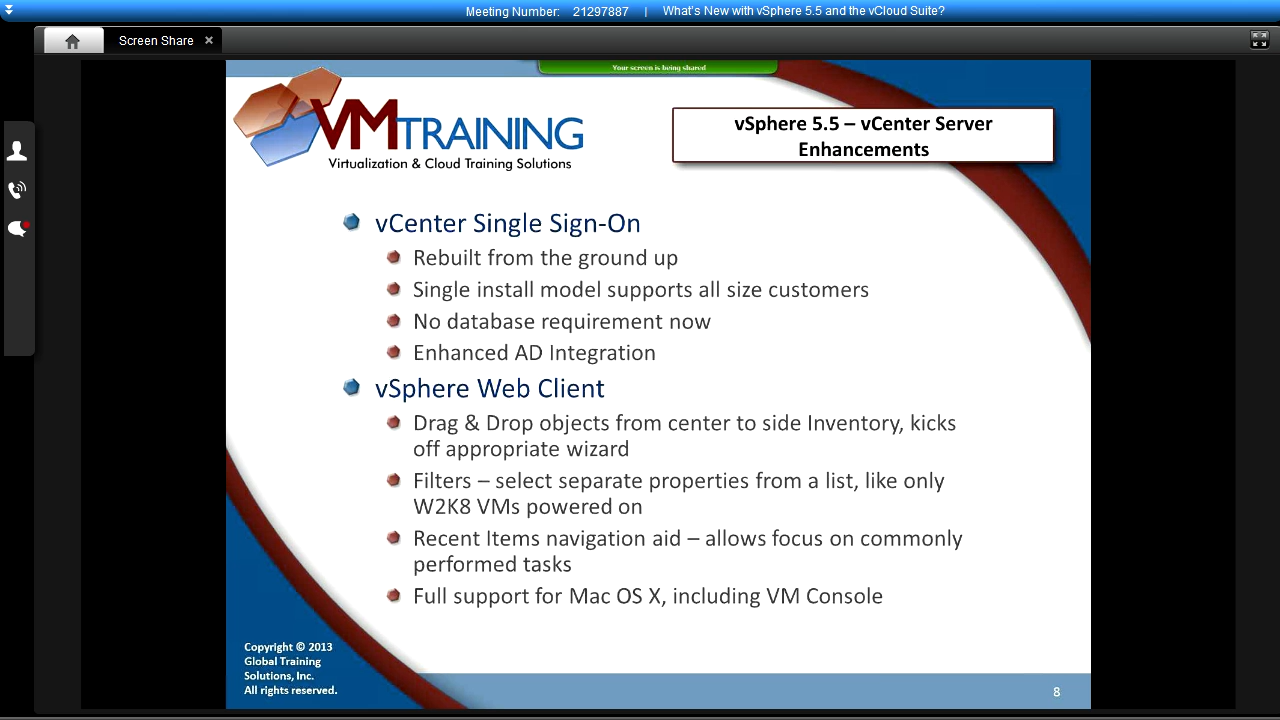 Meeting Number: 21297887 | What's New with vSphere 5.5 and the vCloud Suite?
Screen Share ×
Your screen is being shared
VMTRAINING
Virtualization & Cloud Training Solutions
vSphere 5.5 – vCenter Server
Enhancements
vCenter Single Sign-On
Rebuilt from the ground up
Single install model supports all size customers
No database requirement now
Enhanced AD Integration
vSphere Web Client
Drag & Drop objects from center to side Inventory, kicks
off appropriate wizard
Filters – select separate properties from a list, like only
W2K8 VMs powered on
Recent Items navigation aid – allows focus on commonly
performed tasks
Full support for Mac OS X, including VM Console
Copyright © 2013
Global Training
Solutions, Inc.
All rights reserved.
8